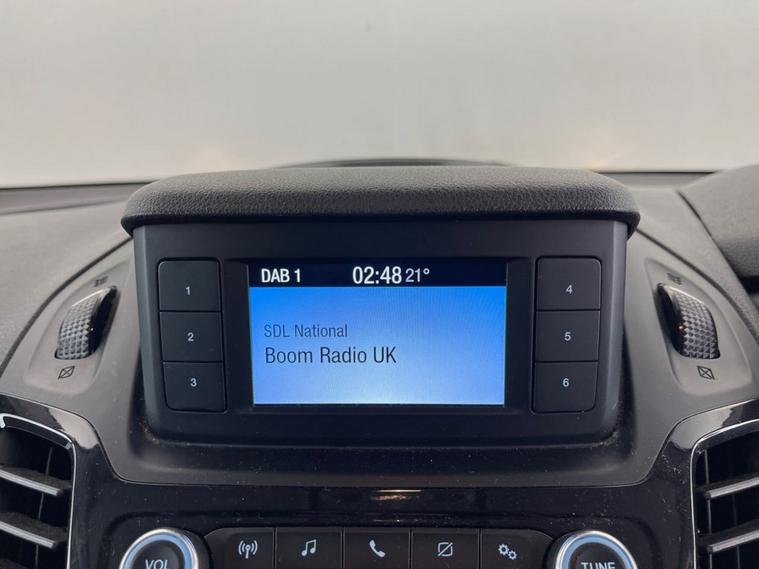 DAB 1 02:48 21°
1
4
SDL National
2
5
Boom Radio UK
3
6
VOL
TUNE